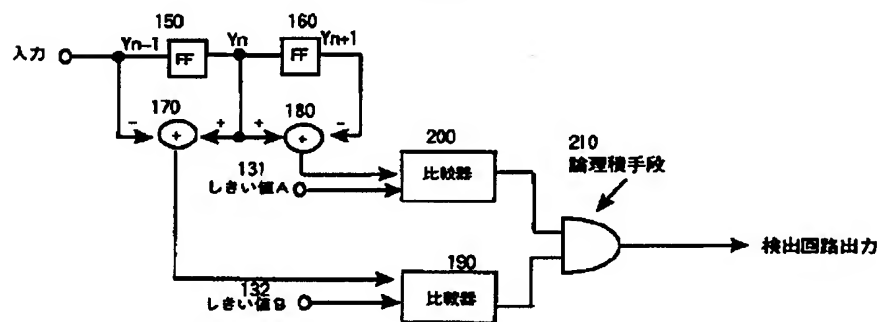 150
160
入力
Yn-1
FF
Yn
FF
Yn+1
170
180
-
+
+
+
+
-
200
210
論理積手段
131
しきい値A
比較器
検出回路出力
190
132
しきい値B
比較器